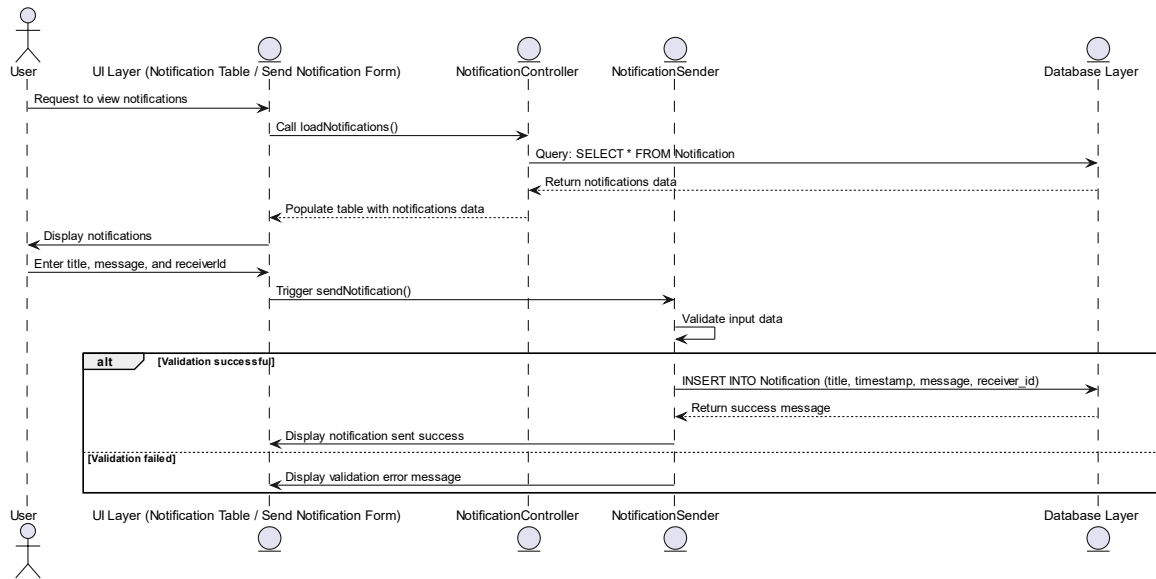 User
UI Layer (Notification Table / Send Notification Form)
NotificationController
NotificationSender
Database Layer
Request to view notifications
Call loadNotifications()
Query: SELECT * FROM Notification
Return notifications data
Populate table with notifications data
Display notifications
Enter title, message, and receiverId
Trigger sendNotification()
Validate input data
alt [Validation successful]
INSERT INTO Notification (title, timestamp, message, receiver_id)
Return success message
Display notification sent success
[Validation failed]
Display validation error message
User
UI Layer (Notification Table / Send Notification Form)
NotificationController
NotificationSender
Database Layer